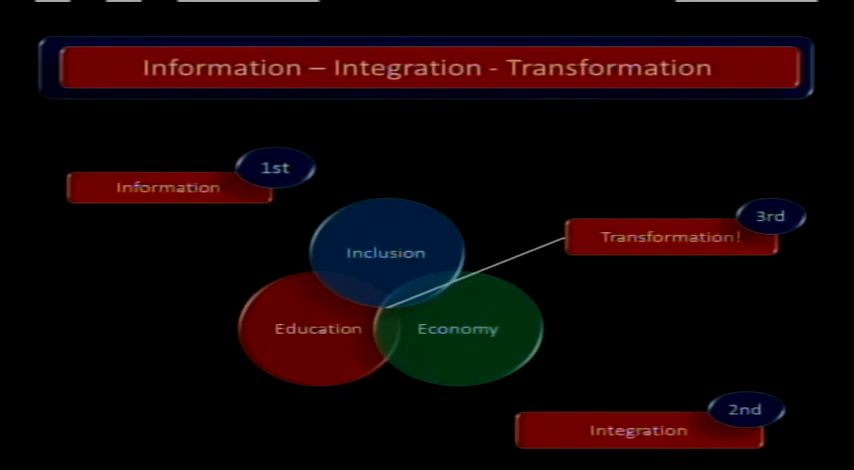 Information – Integration - Transformation
1st
Information
3rd
Transformation!
Inclusion
Education
Economy
2nd
Integration